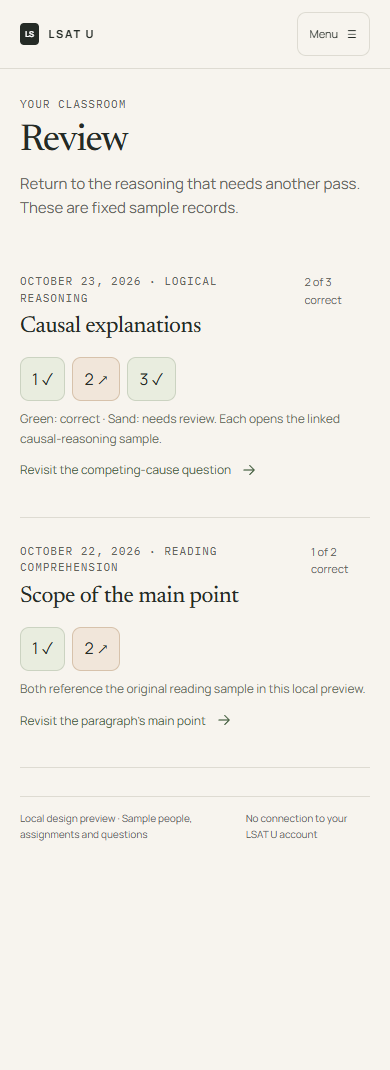 LS LSAT U
Menu ☰
YOUR CLASSROOM
Review
Return to the reasoning that needs another pass.
These are fixed sample records.
OCTOBER 23, 2026 · LOGICAL
REASONING
2 of 3
correct
Causal explanations
1 ✓ 2 ↗ 3 ✓
Green: correct · Sand: needs review. Each opens the linked
causal-reasoning sample.
Revisit the competing-cause question →
OCTOBER 22, 2026 · READING
COMPREHENSION
1 of 2
correct
Scope of the main point
1 ✓ 2 ↗
Both reference the original reading sample in this local preview.
Revisit the paragraph's main point →
Local design preview · Sample people,
assignments and questions
No connection to your
LSAT U account